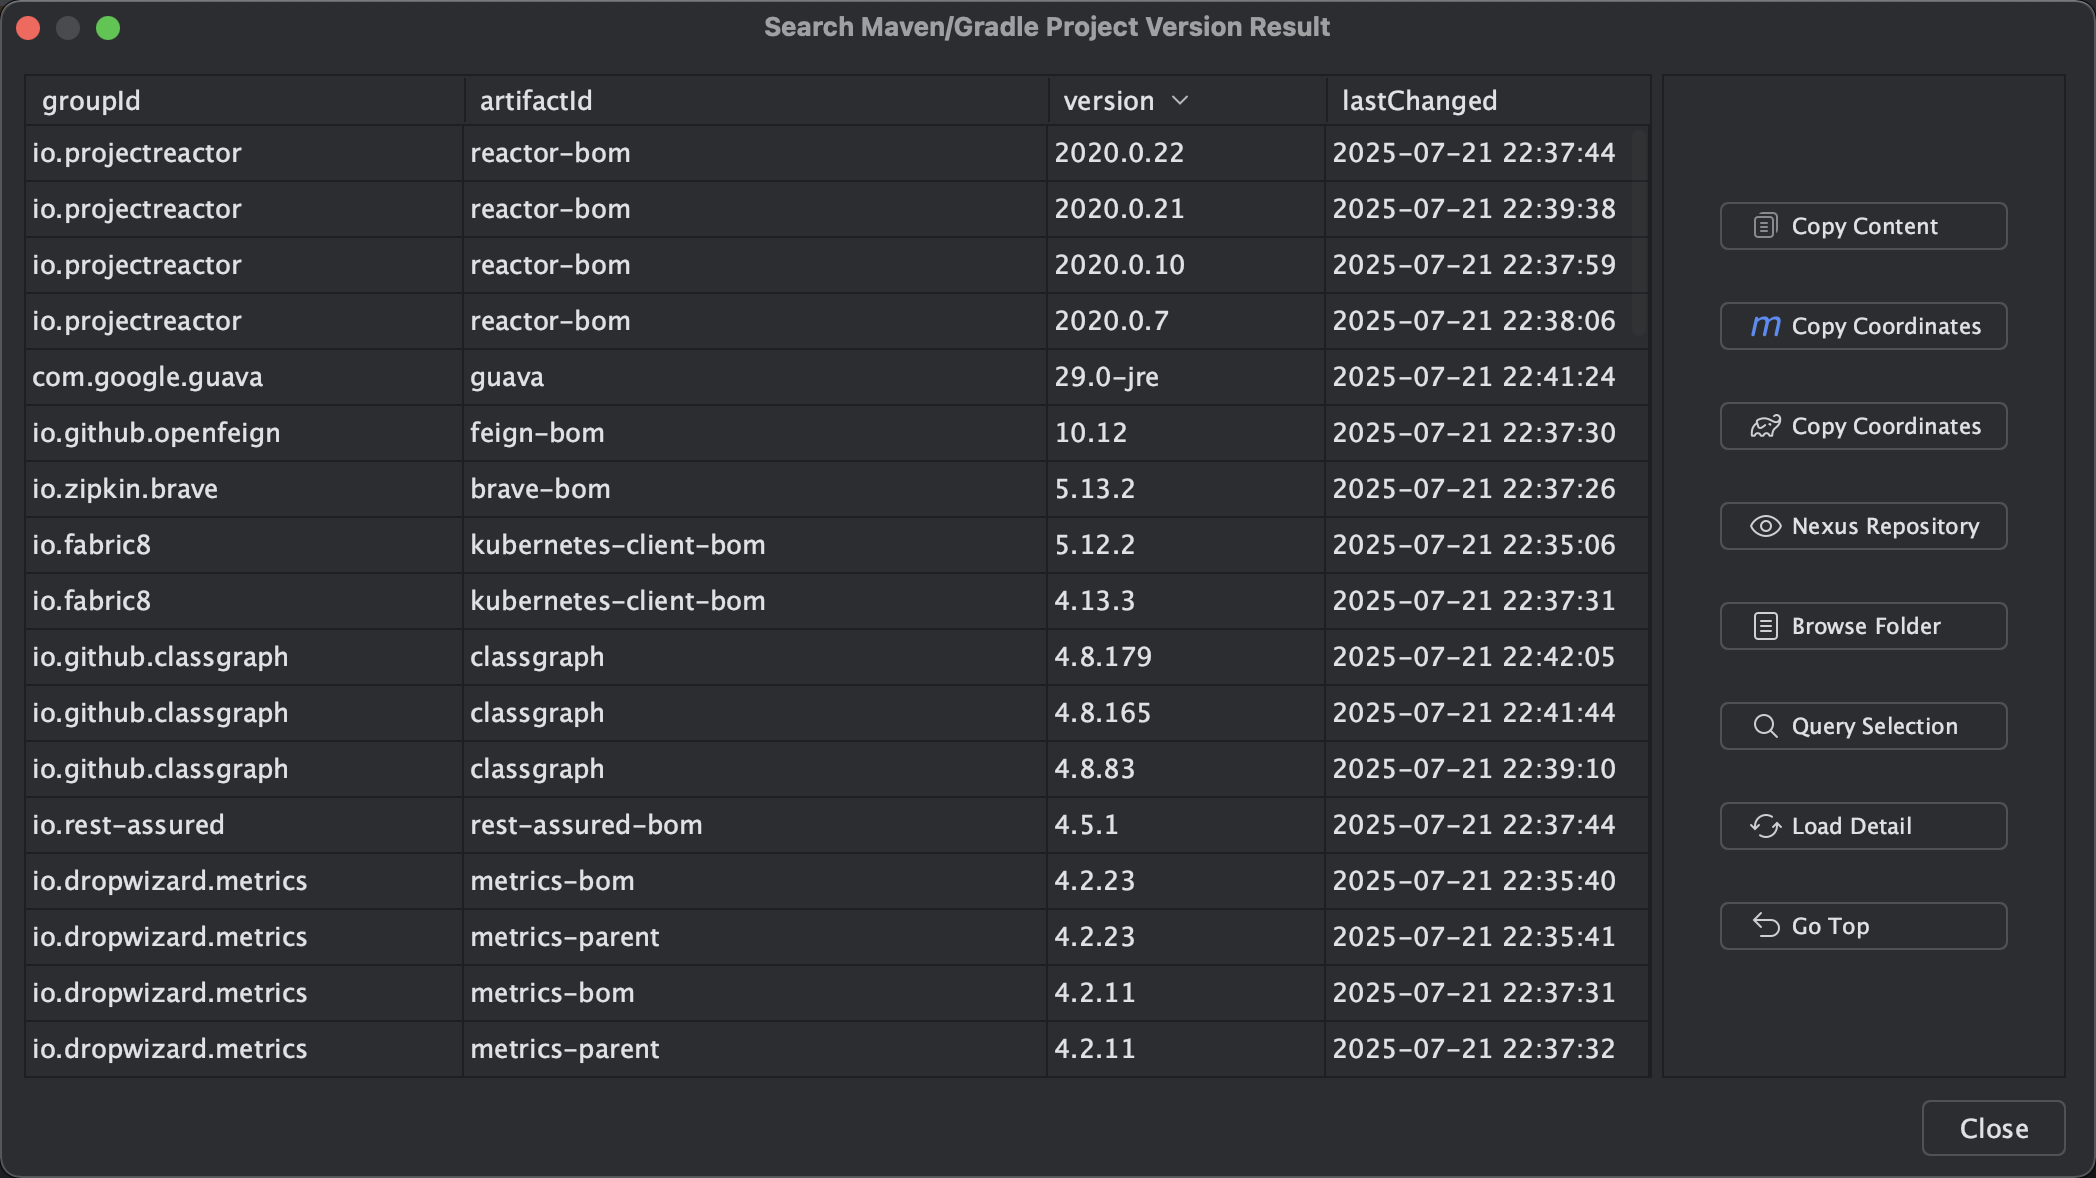 Search Maven/Gradle Project Version Result
groupId artifactId version lastChanged
io.projectreactor reactor-bom 2020.0.22 2025-07-21 22:37:44
io.projectreactor reactor-bom 2020.0.21 2025-07-21 22:39:38
io.projectreactor reactor-bom 2020.0.10 2025-07-21 22:37:59
io.projectreactor reactor-bom 2020.0.7 2025-07-21 22:38:06
com.google.guava guava 29.0-jre 2025-07-21 22:41:24
io.github.openfeign feign-bom 10.12 2025-07-21 22:37:30
io.zipkin.brave brave-bom 5.13.2 2025-07-21 22:37:26
io.fabric8 kubernetes-client-bom 5.12.2 2025-07-21 22:35:06
io.fabric8 kubernetes-client-bom 4.13.3 2025-07-21 22:37:31
io.github.classgraph classgraph 4.8.179 2025-07-21 22:42:05
io.github.classgraph classgraph 4.8.165 2025-07-21 22:41:44
io.github.classgraph classgraph 4.8.83 2025-07-21 22:39:10
io.rest-assured rest-assured-bom 4.5.1 2025-07-21 22:37:44
io.dropwizard.metrics metrics-bom 4.2.23 2025-07-21 22:35:40
io.dropwizard.metrics metrics-parent 4.2.23 2025-07-21 22:35:41
io.dropwizard.metrics metrics-bom 4.2.11 2025-07-21 22:37:31
io.dropwizard.metrics metrics-parent 4.2.11 2025-07-21 22:37:32
Copy Content
m Copy Coordinates
Copy Coordinates
Nexus Repository
Browse Folder
Query Selection
Load Detail
Go Top
Close